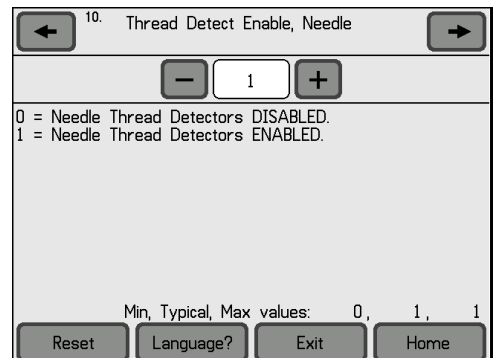 10. Thread Detect Enable, Needle
− 1 +
0 = Needle Thread Detectors DISABLED.
1 = Needle Thread Detectors ENABLED.
Min, Typical, Max values: 0, 1, 1
Reset Language? Exit Home